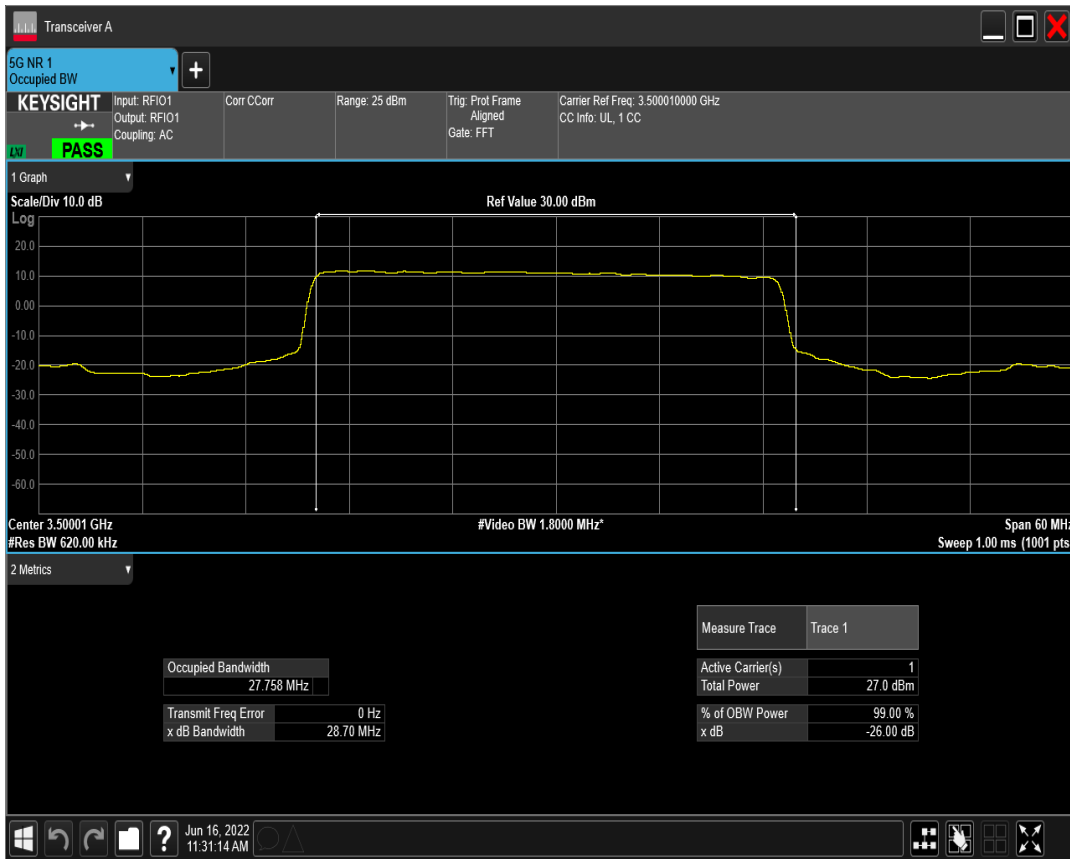 Transceiver A
5G NR 1
Occupied BW
+
KEYSIGHT
LXI
PASS
Input: RFIO1
Output: RFIO1
Coupling: AC
Corr CCorr
Range: 25 dBm
Trig: Prot Frame
Aligned
Gate: FFT
Carrier Ref Freq: 3.500010000 GHz
CC Info: UL, 1 CC
1 Graph
Scale/Div 10.0 dB
Ref Value 30.00 dBm
Log
20.0
10.0
0.00
-10.0
-20.0
-30.0
-40.0
-50.0
-60.0
Center 3.50001 GHz
#Video BW 1.8000 MHz*
Span 60 MHz
#Res BW 620.00 kHz
Sweep 1.00 ms (1001 pts
2 Metrics
Measure Trace Trace 1
Occupied Bandwidth
27.758 MHz
Active Carrier(s) 1
Total Power 27.0 dBm
Transmit Freq Error 0 Hz
x dB Bandwidth 28.70 MHz
% of OBW Power 99.00 %
x dB -26.00 dB
?
Jun 16, 2022
11:31:14 AM